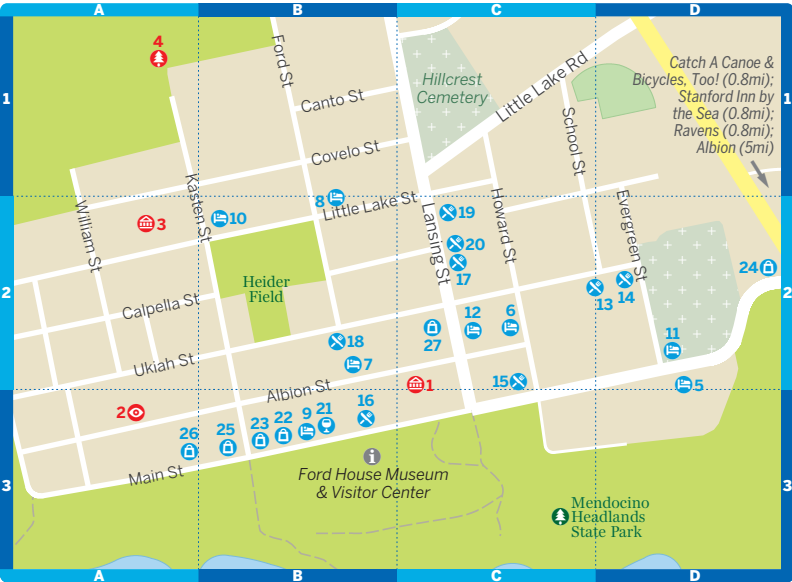 A
B
C
D
4
Ford St
Hillcrest
Cemetery
Little Lake Rd
Catch A Canoe &
Bicycles, Too! (0.8mi);
Stanford Inn by
the Sea (0.8mi);
Ravens (0.8mi);
Albion (5mi)
1
1
Canto St
School St
Covelo St
Kasten St
William St
3
10
8
Little Lake St
Lansing St
19
Howard St
Evergreen St
20
17
24
2
2
Heider
Field
13
14
Calpella St
12
6
27
18
11
Ukiah St
7
5
Albion St
1
15
2
26
25
23
22
9
21
16
Main St
3
3
Ford House Museum
& Visitor Center
Mendocino
Headlands
State Park
A
B
C
D